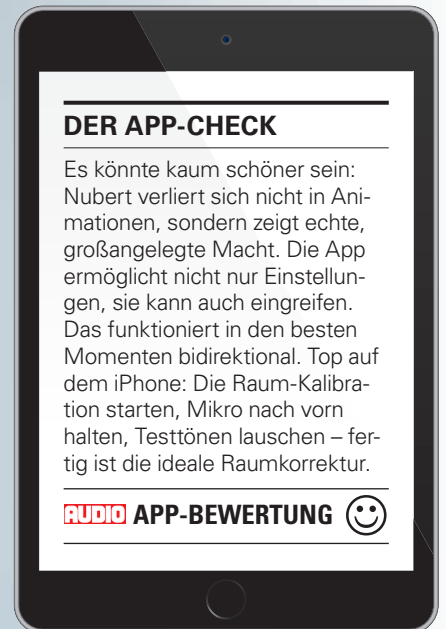 DER APP-CHECK
Es könnte kaum schöner sein:
Nubert verliert sich nicht in Ani-
mationen, sondern zeigt echte,
großangelegte Macht. Die App
ermöglicht nicht nur Einstellun-
gen, sie kann auch eingreifen.
Das funktioniert in den besten
Momenten bidirektional. Top auf
dem iPhone: Die Raum-Kalibra-
tion starten, Mikro nach vorn
halten, Testtönen lauschen – fer-
tig ist die ideale Raumkorrektur.
AUDIO APP-BEWERTUNG